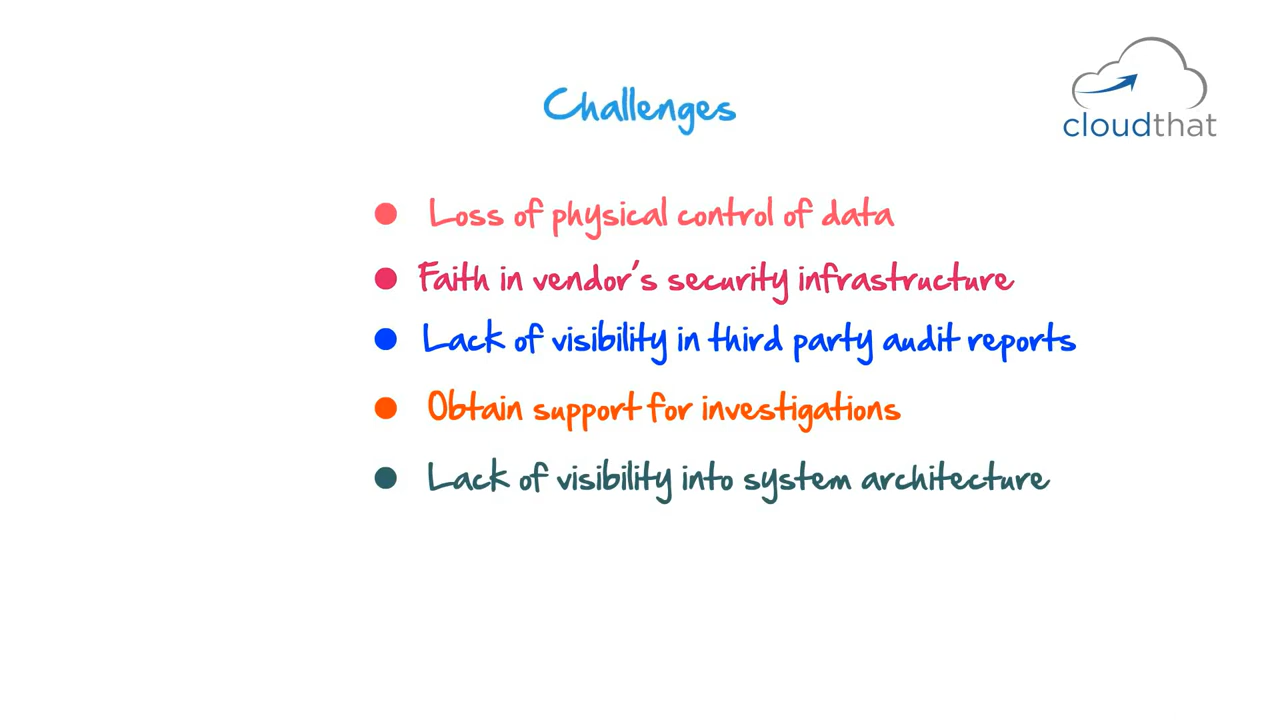 Challenges
cloudthat
Loss of physical control of data
Faith in vendor's security infrastructure
Lack of visibility in third party audit reports
Obtain support for investigations
Lack of visibility into system architecture